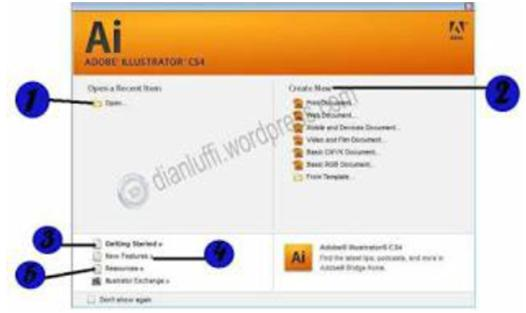 Ai
Adobe
ADOBE ILLUSTRATOR CS4
Open a Recent Item
Open...
Create New
Print Document...
Web Document...
Mobile and Devices Document...
Video and Film Document...
Basic CMYK Document...
Basic RGB Document...
From Template...
1
2
© dianluffi.wordpress.com
3
4
5
Getting Started »
New Features »
Resources »
Illustrator Exchange »
Ai
Adobe® Illustrator® CS4
Find the latest tips, podcasts, and more in
Adobe® Bridge Home.
Don't show again